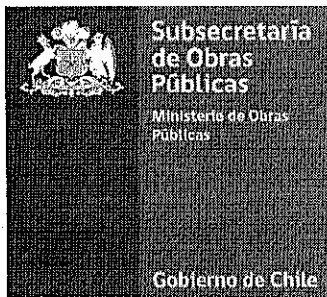 Subsecretaría
de Obras
Públicas
Ministerio de Obras
Públicas
Gobierno de Chile